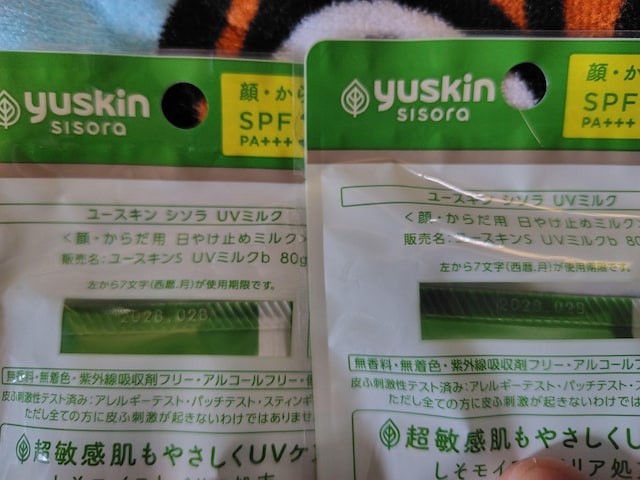 yuskin
sisora
顔・から
SPF
PA+++
ユースキン シソラ UVミルク
<顔・からだ用 日やけ止めミルク>
販売名:ユースキンS UVミルクb 80g
左から7文字(西暦.月)が使用期限です。
2028.02B
無香料・無着色・紫外線吸収剤フリー・アルコールフリー・
皮ふ刺激性テスト済み:アレルギーテスト・パッチテスト・スティンギ
ただし全ての方に皮ふ刺激が起きないわけではありませ
超敏感肌もやさしくUVケ
yuskin
sisora
顔・か
SPF
PA+++
ユースキン シソラ UVミルク
<顔・からだ用 日やけ止めミルク
販売名:ユースキンS UVミルクb 80
左から7文字(西暦.月)が使用期限
2028.02B
無香料・無着色・紫外線吸収剤フリー・アルコールフ
皮ふ刺激性テスト済み:アレルギーテスト・パッチテスト・
ただし全ての方に皮ふ刺激が起きないわけでは
超敏感肌もやさしくU